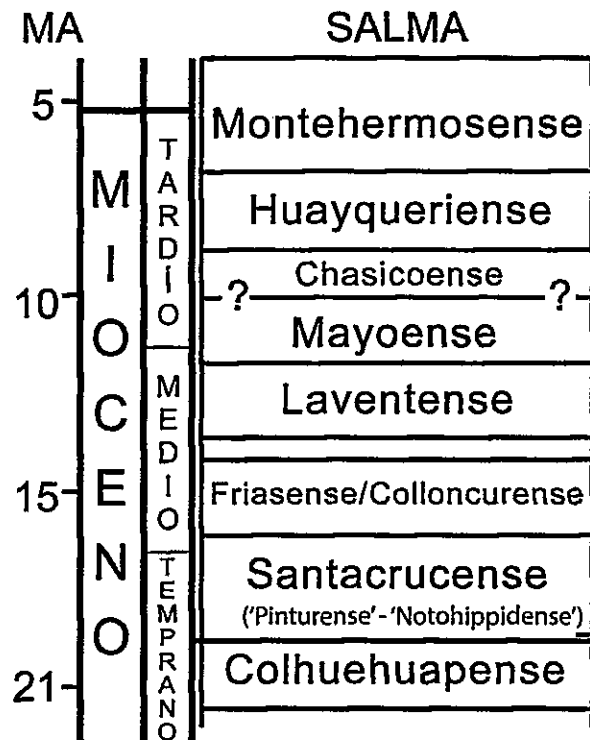 MA SALMA
5
10
15
21
MIOCENO
TARDÍO
MEDIO
TEMPRANO
Montehermosense
Huayqueriense
Chasicoense
? ?
Mayoense
Laventense
Friasense/Colloncurense
Santacrucense
('Pinturense'-'Notohippidense')
Colhuehuapense